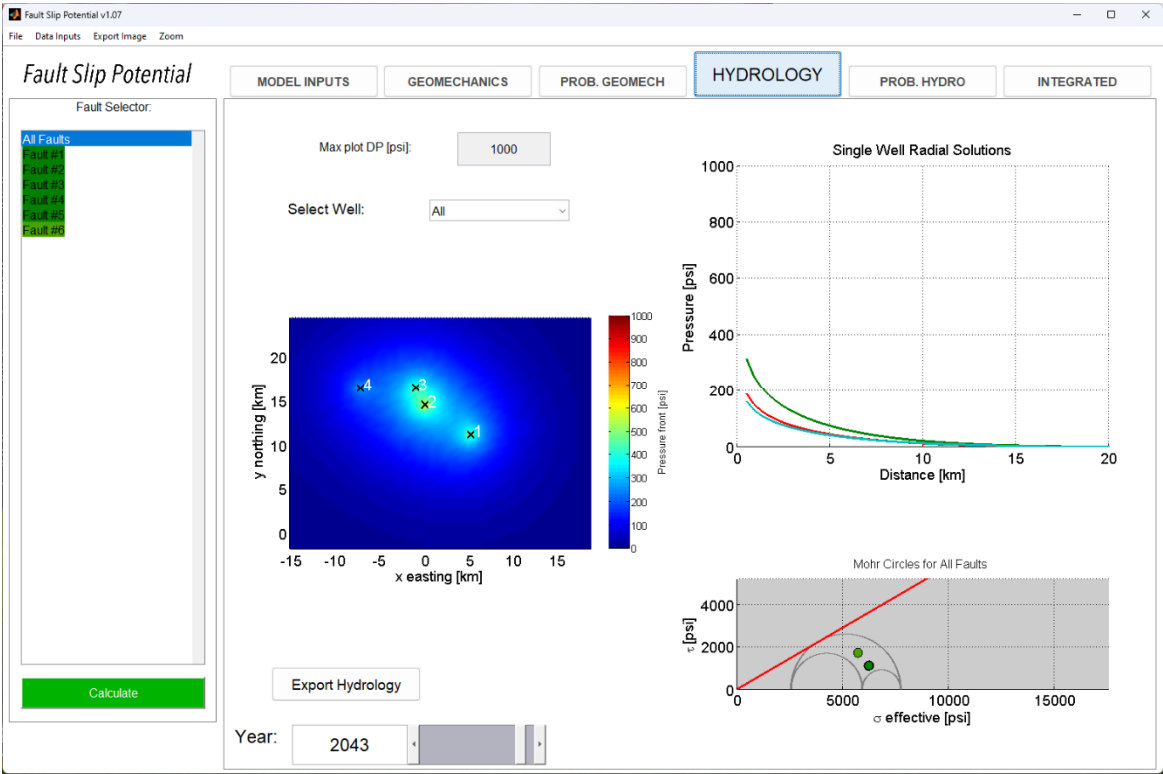 Fault Slip Potential v1.07
File Data Inputs Export Image Zoom
Fault Slip Potential
MODEL INPUTS GEOMECHANICS PROB. GEOMECH HYDROLOGY PROB. HYDRO INTEGRATED
Fault Selector:
All Faults
Fault #1
Fault #2
Fault #3
Fault #4
Fault #5
Fault #6
Calculate
Max plot DP [psi]: 1000
Select Well: All
20
15
10
5
0
y northing [km]
4
3
2
1
-15 -10 -5 0 5 10 15
x easting [km]
1000
900
800
700
600
500
400
300
200
100
0
Pressure front [psi]
Export Hydrology
Year: 2043
Single Well Radial Solutions
1000
800
600
400
200
0
Pressure [psi]
0 5 10 15 20
Distance [km]
Mohr Circles for All Faults
4000
2000
0
τ [psi]
0 5000 10000 15000
σ effective [psi]